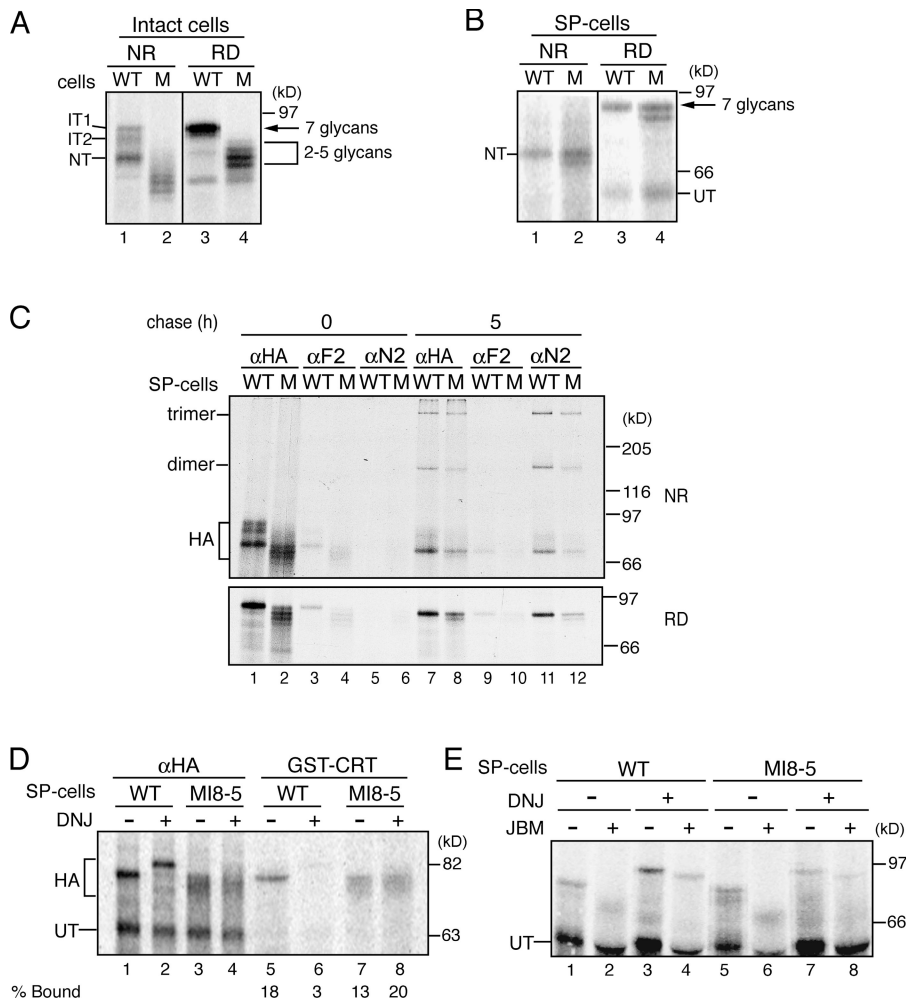 A
Intact cells
NR RD
cells WT M WT M
(kD)
97
IT1
IT2
NT
7 glycans
2-5 glycans
1 2 3 4
B
SP-cells
NR RD
WT M WT M
(kD)
97
7 glycans
NT
66
UT
1 2 3 4
C
chase (h) 0 5
αHA αF2 αN2 αHA αF2 αN2
SP-cells WT M WT M WT M WT M WT M WT M
trimer
(kD)
205
dimer
116
NR
97
HA
66
97
RD
66
1 2 3 4 5 6 7 8 9 10 11 12
D
αHA GST-CRT
SP-cells WT MI8-5 WT MI8-5
DNJ - + - + - + - +
(kD)
82
HA
UT
63
1 2 3 4 5 6 7 8
% Bound 18 3 13 20
E
SP-cells WT MI8-5
DNJ - + - +
JBM - + - + - + - +
(kD)
97
66
UT
1 2 3 4 5 6 7 8